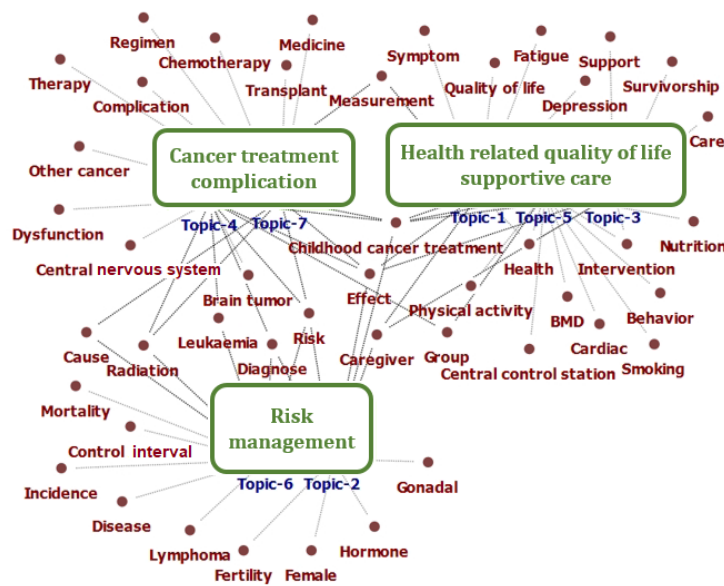 Regimen
Medicine
Chemotherapy
Symptom
Fatigue
Support
Therapy
Transplant
Quality of life
Survivorship
Complication
Measurement
Depression
Care
Cancer treatment
complication
Health related quality of life
supportive care
Other cancer
Dysfunction
Topic-4
Topic-7
Topic-1
Topic-5
Topic-3
Childhood cancer treatment
Nutrition
Central nervous system
Health
Intervention
Brain tumor
Effect
Physical activity
Behavior
BMD
Leukaemia
Risk
Cause
Radiation
Diagnose
Caregiver
Group
Cardiac
Smoking
Central control station
Mortality
Risk
management
Control interval
Topic-6
Topic-2
Gonadal
Incidence
Disease
Lymphoma
Hormone
Fertility
Female